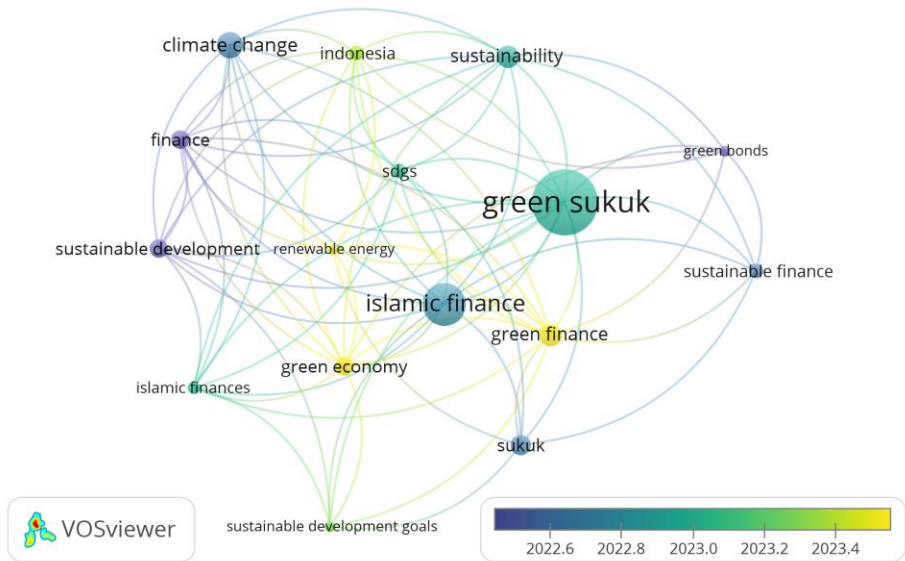 climate change
indonesia
sustainability
finance
green bonds
sdgs
green sukuk
sustainable development
renewable energy
sustainable finance
islamic finance
green finance
green economy
islamic finances
sukuk
sustainable development goals
VOSviewer
2022.6 2022.8 2023.0 2023.2 2023.4